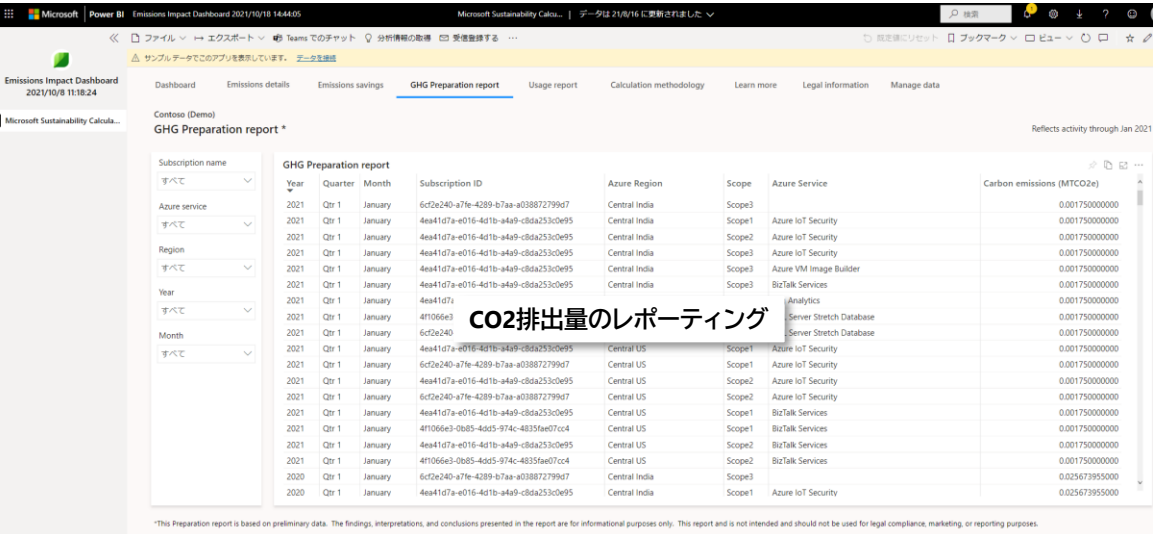 Microsoft Power BI Emissions Impact Dashboard 2021/10/18 14:44:05 Microsoft Sustainability Calcu... | データは 21/8/16 に更新されました 検索 1 ?
ファイル エクスポート Teams でのチャット 分析情報の取得 受信登録する ... 既定値にリセット ブックマーク ビュー
サンプル データでこのアプリを表示しています。 データを接続
Emissions Impact Dashboard
2021/10/8 11:18:24
Microsoft Sustainability Calcula...
Dashboard Emissions details Emissions savings GHG Preparation report Usage report Calculation methodology Learn more Legal information Manage data
Contoso (Demo)
GHG Preparation report *
Reflects activity through Jan 2021
Subscription name
すべて
Azure service
すべて
Region
すべて
Year
すべて
Month
すべて
GHG Preparation report
Year Quarter Month Subscription ID Azure Region Scope Azure Service Carbon emissions (MTCO2e)
2021 Qtr 1 January 6cf2e240-a7fe-4289-b7aa-a038872799d7 Central India Scope3 0.001750000000
2021 Qtr 1 January 4ea41d7a-e016-4d1b-a4a9-c8da253c0e95 Central India Scope1 Azure IoT Security 0.001750000000
2021 Qtr 1 January 4ea41d7a-e016-4d1b-a4a9-c8da253c0e95 Central India Scope2 Azure IoT Security 0.001750000000
2021 Qtr 1 January 4ea41d7a-e016-4d1b-a4a9-c8da253c0e95 Central India Scope3 Azure IoT Security 0.001750000000
2021 Qtr 1 January 4ea41d7a-e016-4d1b-a4a9-c8da253c0e95 Central India Scope3 Azure VM Image Builder 0.001750000000
2021 Qtr 1 January 4ea41d7a-e016-4d1b-a4a9-c8da253c0e95 Central India Scope3 BizTalk Services 0.001750000000
2021 Qtr 1 January 4ea41d7a Analytics 0.001750000000
2021 Qtr 1 January 4f1066e3 Server Stretch Database 0.001750000000
2021 Qtr 1 January 6cf2e240 Server Stretch Database 0.001750000000
CO2排出量のレポーティング
2021 Qtr 1 January 4ea41d7a-e016-4d1b-a4a9-c8da253c0e95 Central US Scope1 Azure IoT Security 0.001750000000
2021 Qtr 1 January 6cf2e240-a7fe-4289-b7aa-a038872799d7 Central US Scope1 Azure IoT Security 0.001750000000
2021 Qtr 1 January 4ea41d7a-e016-4d1b-a4a9-c8da253c0e95 Central US Scope2 Azure IoT Security 0.001750000000
2021 Qtr 1 January 6cf2e240-a7fe-4289-b7aa-a038872799d7 Central US Scope2 Azure IoT Security 0.001750000000
2021 Qtr 1 January 4ea41d7a-e016-4d1b-a4a9-c8da253c0e95 Central US Scope1 BizTalk Services 0.001750000000
2021 Qtr 1 January 4f1066e3-0b85-4dd5-974c-4835fae07cc4 Central US Scope1 BizTalk Services 0.001750000000
2021 Qtr 1 January 4ea41d7a-e016-4d1b-a4a9-c8da253c0e95 Central US Scope2 BizTalk Services 0.001750000000
2021 Qtr 1 January 4f1066e3-0b85-4dd5-974c-4835fae07cc4 Central US Scope2 BizTalk Services 0.001750000000
2020 Qtr 1 January 6cf2e240-a7fe-4289-b7aa-a038872799d7 Central India Scope3 0.025673955000
2020 Qtr 1 January 4ea41d7a-e016-4d1b-a4a9-c8da253c0e95 Central India Scope1 Azure IoT Security 0.025673955000
*This Preparation report is based on preliminary data. The findings, interpretations, and conclusions presented in the report are for informational purposes only. This report and is not intended and should not be used for legal compliance, marketing, or reporting purposes.